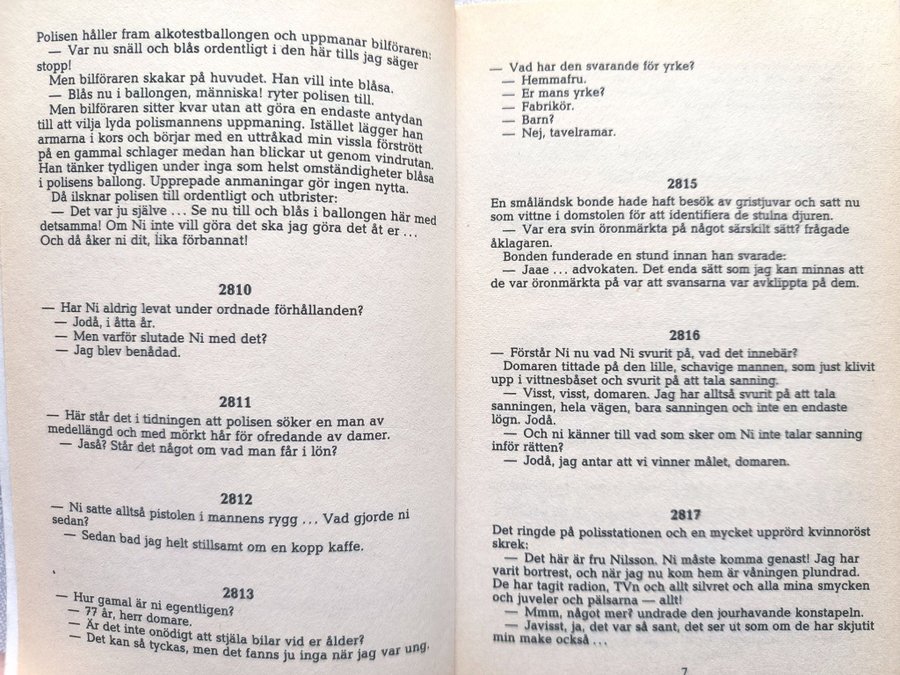 Polisen håller fram alkotestballongen och uppmanar bilföraren:
— Var nu snäll och blås ordentligt i den här tills jag säger
stopp!
Men bilföraren skakar på huvudet. Han vill inte blåsa.
— Blås nu i ballongen, människa! ryter polisen till.
Men bilföraren sitter kvar utan att göra en endaste antydan
till att vilja lyda polismannens uppmaning. Istället lägger han
armarna i kors och börjar med en uttråkad min vissla förstrött
på en gammal schlager medan han blickar ut genom vindrutan.
Han tänker tydligen under inga som helst omständigheter blåsa
i polisens ballong. Upprepade anmaningar gör ingen nytta.
Då ilsknar polisen till ordentligt och utbrister:
— Det var ju själve ... Se nu till och blås i ballongen här med
detsamma! Om Ni inte vill göra det ska jag göra det åt er ...
Och då åker ni dit, lika förbannat!
2810
— Har Ni aldrig levat under ordnade förhållanden?
— Jodå, i åtta år.
— Men varför slutade Ni med det?
— Jag blev benådad.
2811
— Här står det i tidningen att polisen söker en man av
medellängd och med mörkt hår för ofredande av damer.
— Jaså? Står det något om vad man får i lön?
2812
— Ni satte alltså pistolen i mannens rygg ... Vad gjorde ni
sedan?
— Sedan bad jag helt stillsamt om en kopp kaffe.
2813
— Hur gamal är ni egentligen?
— 77 år, herr domare.
— Är det inte onödigt att stjäla bilar vid er ålder?
— Det kan så tyckas, men det fanns ju inga när jag var ung.
— Vad har den svarande för yrke?
— Hemmafru.
— Er mans yrke?
— Fabrikör.
— Barn?
— Nej, tavelramar.
2815
En småländsk bonde hade haft besök av gristjuvar och satt nu
som vittne i domstolen för att identifiera de stulna djuren.
— Var era svin öronmärkta på något särskilt sätt? frågade
åklagaren.
Bonden funderade en stund innan han svarade:
— Jaae ... advokaten. Det enda sätt som jag kan minnas att
de var öronmärkta på var att svansarna var avklippta på dem.
2816
— Förstår Ni nu vad Ni svurit på, vad det innebär?
Domaren tittade på den lille, schavige mannen, som just klivit
upp i vittnesbåset och svurit på att tala sanning.
— Visst, visst, domaren. Jag har alltså svurit på att tala
sanningen, hela vägen, bara sanningen och inte en endaste
lögn. Jodå.
— Och ni känner till vad som sker om Ni inte talar sanning
inför rätten?
— Jodå, jag antar att vi vinner målet, domaren.
2817
Det ringde på polisstationen och en mycket upprörd kvinnoröst
skrek:
— Det här är fru Nilsson. Ni måste komma genast! Jag har
varit bortrest, och när jag nu kom hem är våningen plundrad.
De har tagit radion, TVn och allt silvret och alla mina smycken
och juveler och pälsarna — allt!
— Mmm, något mer? undrade den jourhavande konstapeln.
— Javisst, ja, det var så sant, det ser ut som om de har skjutit
min make också ...
7